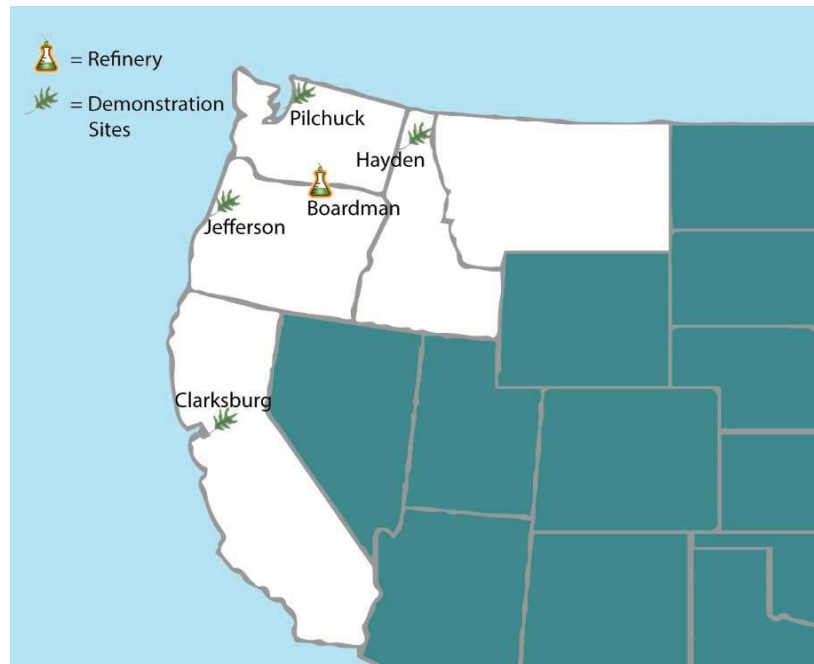 = Refinery
= Demonstration
Sites
Pilchuck
Hayden
Boardman
Jefferson
Clarksburg